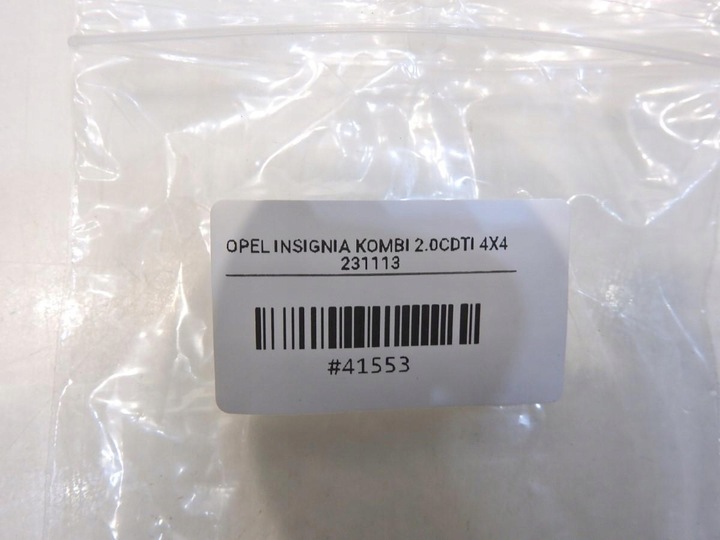 OPEL INSIGNIA KOMBI 2.0CDTI 4X4
231113
#41553